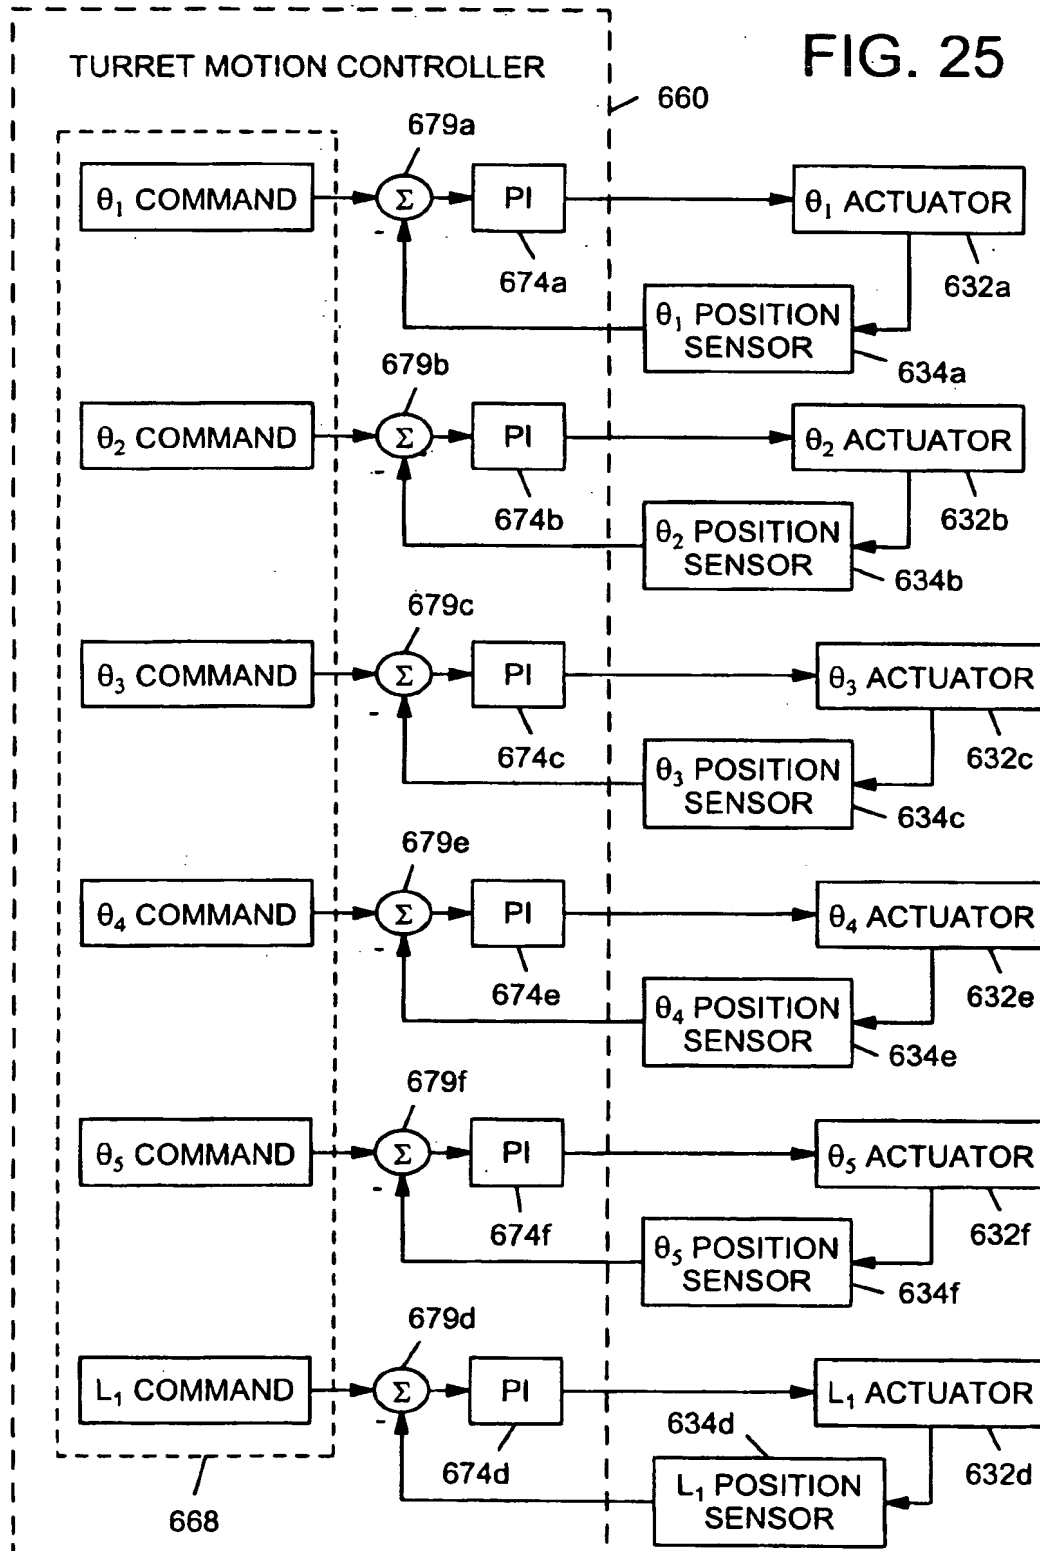 FIG. 25
TURRET MOTION CONTROLLER
660
679a
θ₁ COMMAND
Σ
PI
θ₁ ACTUATOR
-
674a
632a
θ₁ POSITION
SENSOR
634a
679b
θ₂ COMMAND
Σ
PI
θ₂ ACTUATOR
-
674b
632b
θ₂ POSITION
SENSOR
634b
679c
θ₃ COMMAND
Σ
PI
θ₃ ACTUATOR
-
674c
632c
θ₃ POSITION
SENSOR
634c
679e
θ₄ COMMAND
Σ
PI
θ₄ ACTUATOR
-
674e
632e
θ₄ POSITION
SENSOR
634e
679f
θ₅ COMMAND
Σ
PI
θ₅ ACTUATOR
-
674f
632f
θ₅ POSITION
SENSOR
634f
679d
L₁ COMMAND
Σ
PI
L₁ ACTUATOR
-
634d
674d
632d
L₁ POSITION
SENSOR
668